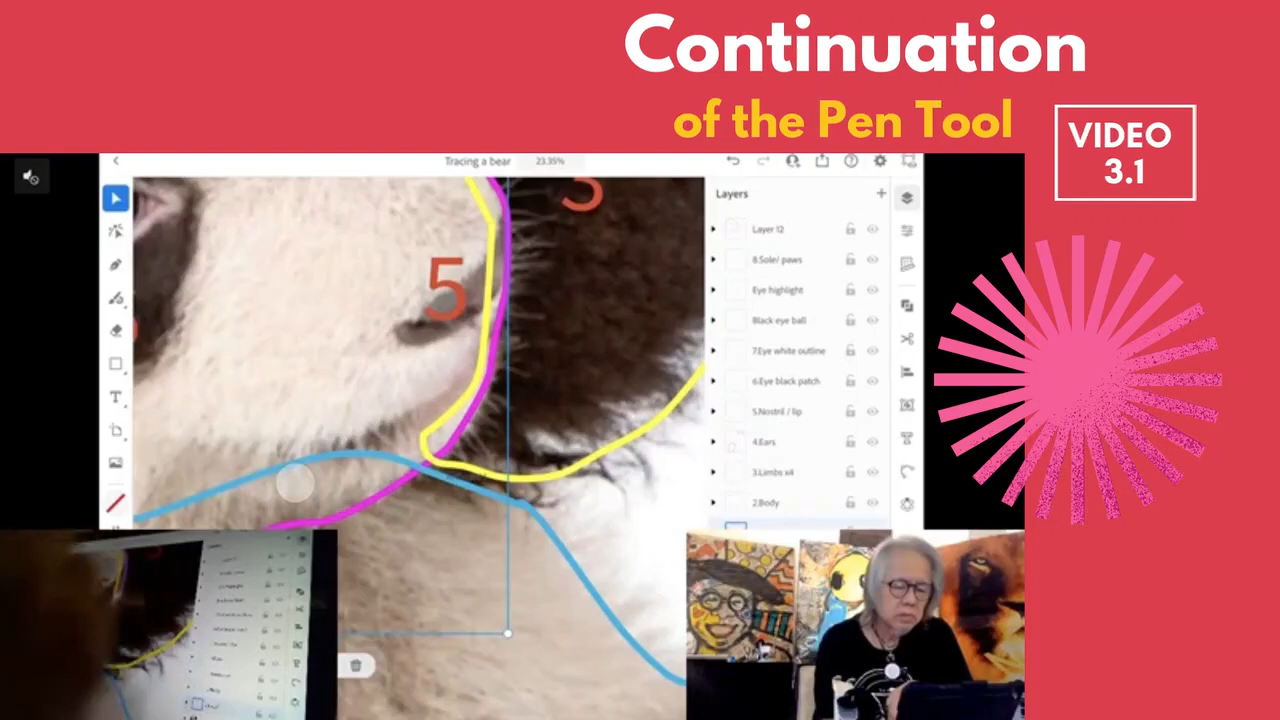 Continuation
of the Pen Tool
VIDEO
3.1
Tracing a bear
23.35%
Layers
5
Layer 12
8.Sole/ paws
Eye highlight
Black eye ball
7.Eye white outline
6.Eye black patch
5.Nostril / lip
4.Ears
3.Limbs x4
2.Body
T